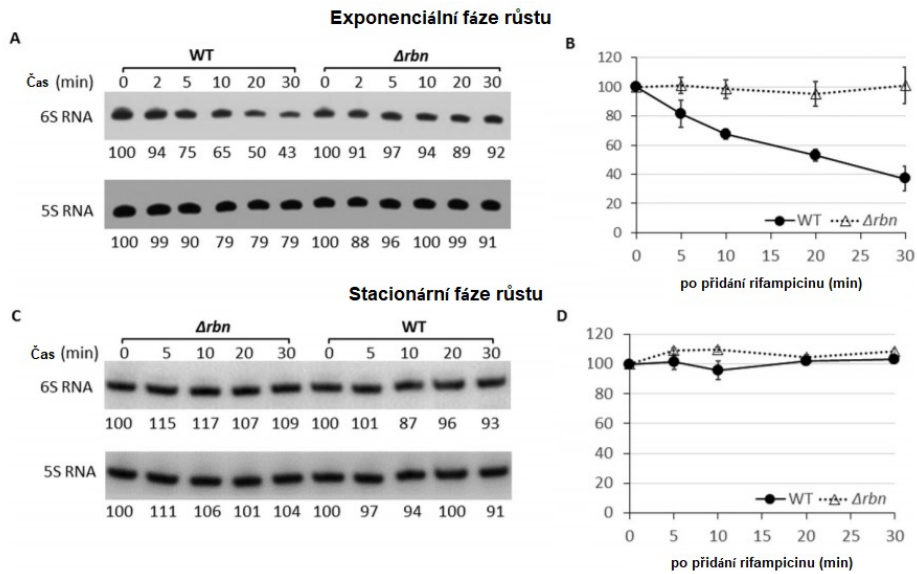 Exponenciální fáze růstu
A
WT Δrbn
Čas (min) 0 2 5 10 20 30 0 2 5 10 20 30
6S RNA
100 94 75 65 50 43 100 91 97 94 89 92
5S RNA
100 99 90 79 79 79 100 88 96 100 99 91
B
120
100
80
60
40
20
0
WT Δrbn
0 5 10 15 20 25 30
po přidání rifampicinu (min)
Stacionární fáze růstu
C
Δrbn WT
Čas (min) 0 5 10 20 30 0 5 10 20 30
6S RNA
100 115 117 107 109 100 101 87 96 93
5S RNA
100 111 106 101 104 100 97 94 100 91
D
120
100
80
60
40
20
0
WT Δrbn
0 5 10 15 20 25 30
po přidání rifampicinu (min)